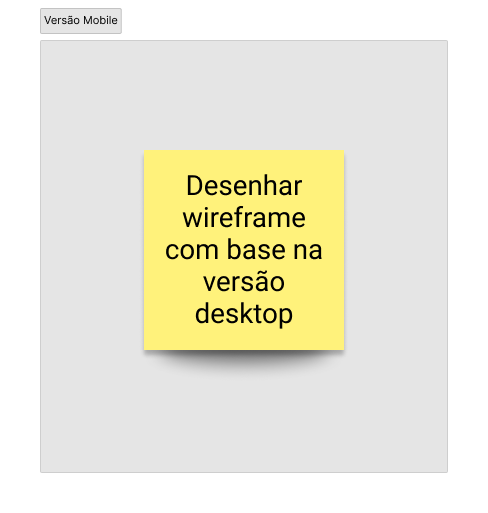 Versão Mobile
Desenhar
wireframe
com base na
versão
desktop